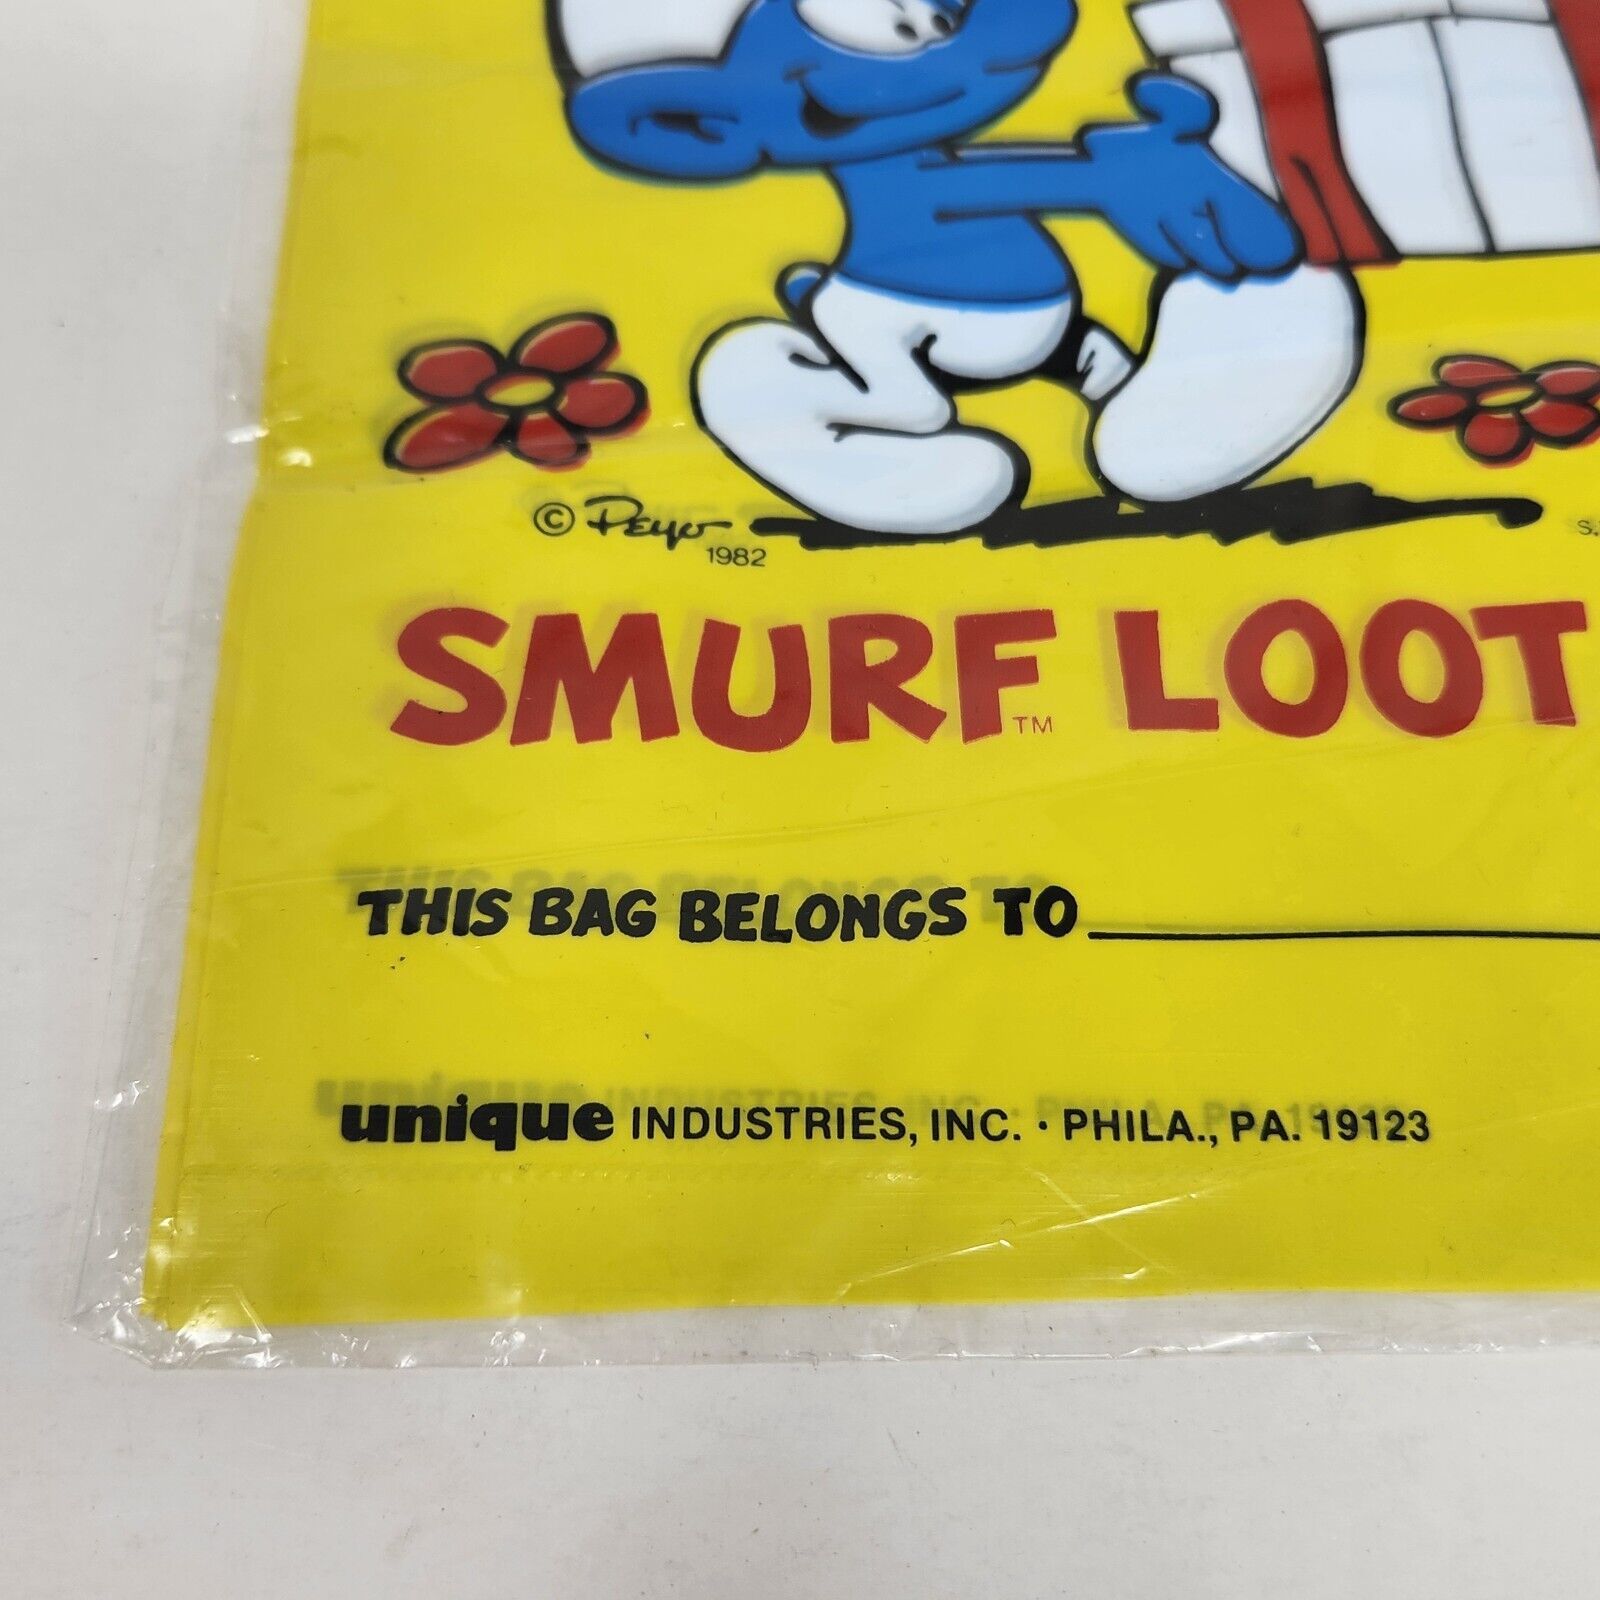 © Peyo
1982
S.
SMURF™ LOOT
THIS BAG BELONGS TO
unique INDUSTRIES, INC. · PHILA., PA. 19123